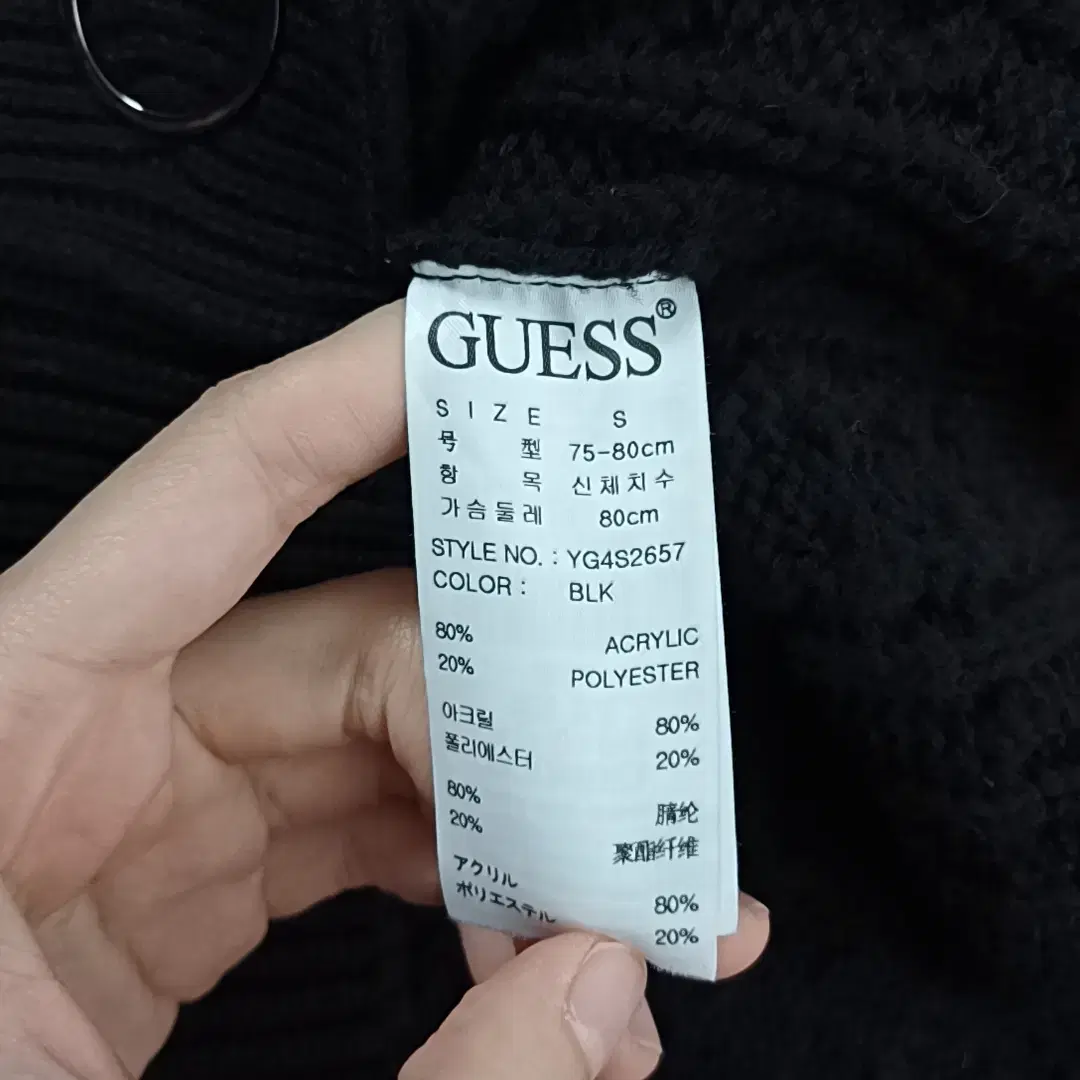 GUESS®
SIZE S
号型 75-80cm
항목 신체치수
가슴둘레 80cm
STYLE NO. : YG4S2657
COLOR : BLK
80% ACRYLIC
20% POLYESTER
아크릴 80%
폴리에스터 20%
80% 腈纶
20% 聚酯纤维
アクリル 80%
ポリエステル 20%